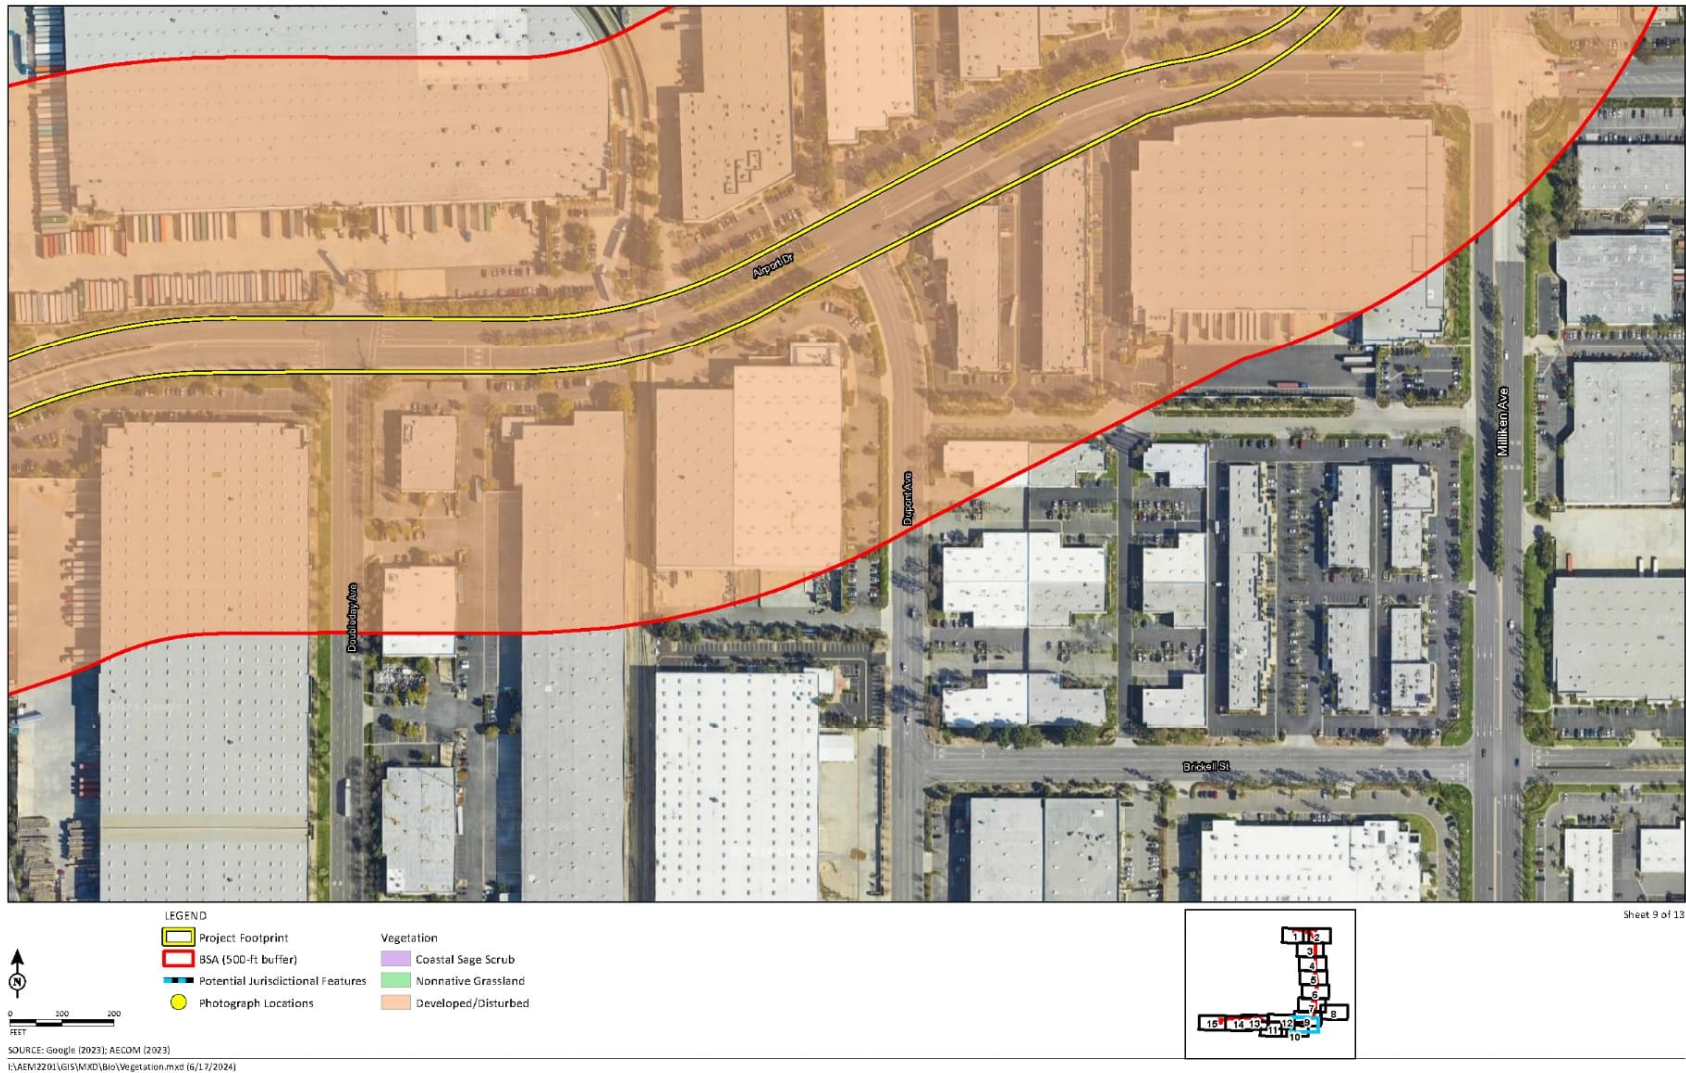 Airport Dr
Milliken Ave
Dupont Ave
Doubleday Ave
Brickell St
LEGEND
Project Footprint
BSA (500-ft buffer)
Potential Jurisdictional Features
Photograph Locations
Vegetation
Coastal Sage Scrub
Nonnative Grassland
Developed/Disturbed
N
0 100 200
FEET
SOURCE: Google (2023); AECOM (2023)
I:\AEM2201\GIS\MXD\Bio\Vegetation.mxd (6/17/2024)
Sheet 9 of 13
1 2
3
4
5
6
7 8
15 14 13 12 9
11
10